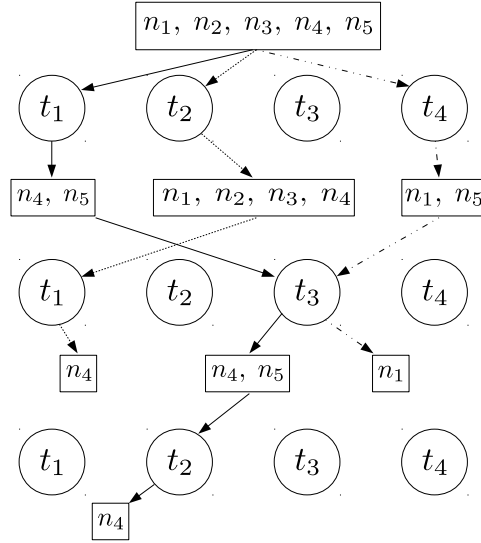 n₁, n₂, n₃, n₄, n₅
t₁ t₂ t₃ t₄
n₄, n₅ n₁, n₂, n₃, n₄ n₁, n₅
t₁ t₂ t₃ t₄
n₄ n₄, n₅ n₁
t₁ t₂ t₃ t₄
n₄